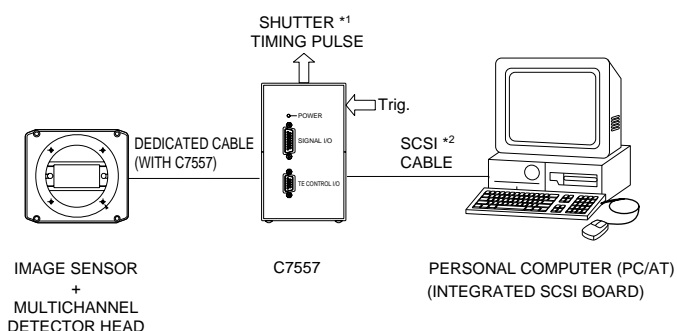 SHUTTER *1
TIMING PULSE
Trig.
POWER
SIGNAL I/O
TE CONTROL I/O
DEDICATED CABLE
(WITH C7557)
SCSI *2
CABLE
IMAGE SENSOR
+
MULTICHANNEL
DETECTOR HEAD
C7557
PERSONAL COMPUTER (PC/AT)
(INTEGRATED SCSI BOARD)